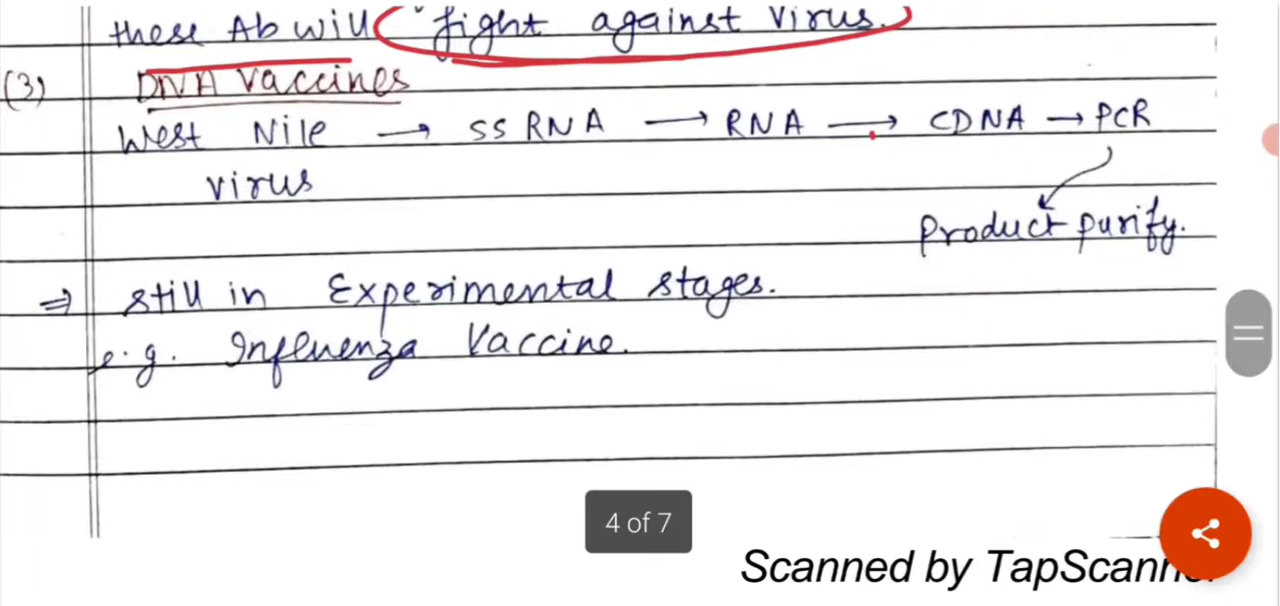 these Ab will fight against Virus.
(3) DNA Vaccines
West Nile → SS RNA → RNA → CDNA → PCR
virus
Product purify.
⇒ still in Experimental stages.
e.g. Influenza Vaccine.
4 of 7
Scanned by TapScanner